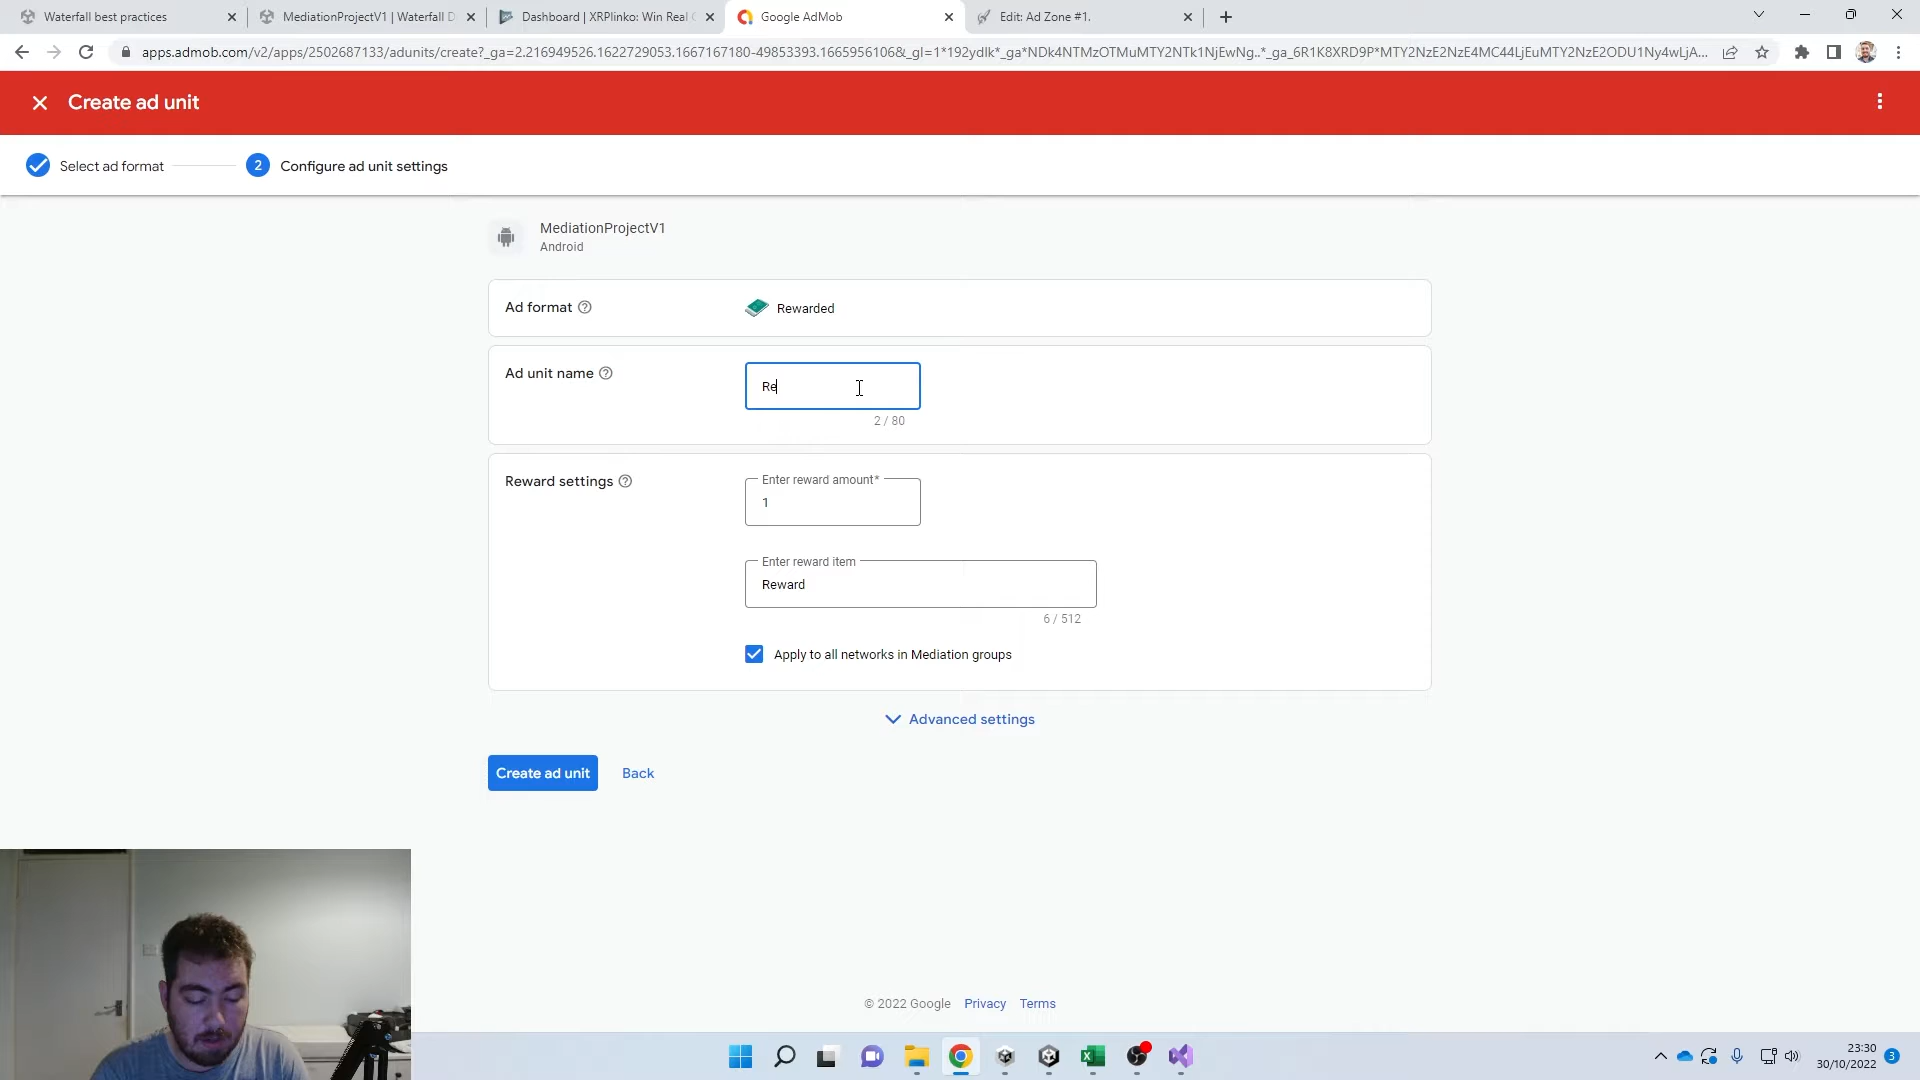 Waterfall best practices
MediationProjectV1 | Waterfall D
Dashboard | XRPlinko: Win Real C
Google AdMob
Edit: Ad Zone #1.
apps.admob.com/v2/apps/2502687133/adunits/create?_ga=2.216949526.1622729053.1667167180-49853393.1665956106&_gl=1*192ydlk*_ga*NDk4NTMzOTMuMTY2NTk1NjEwNg..*_ga_6R1K8XRD9P*MTY2NzE2NzE4MC44LjEuMTY2NzE2ODU1Ny4wLjA...
Create ad unit
Select ad format
2 Configure ad unit settings
MediationProjectV1
Android
Ad format
Rewarded
Ad unit name
Re
2 / 80
Reward settings
Enter reward amount*
1
Enter reward item
Reward
6 / 512
Apply to all networks in Mediation groups
Advanced settings
Create ad unit
Back
© 2022 Google Privacy Terms
23:30
30/10/2022
3